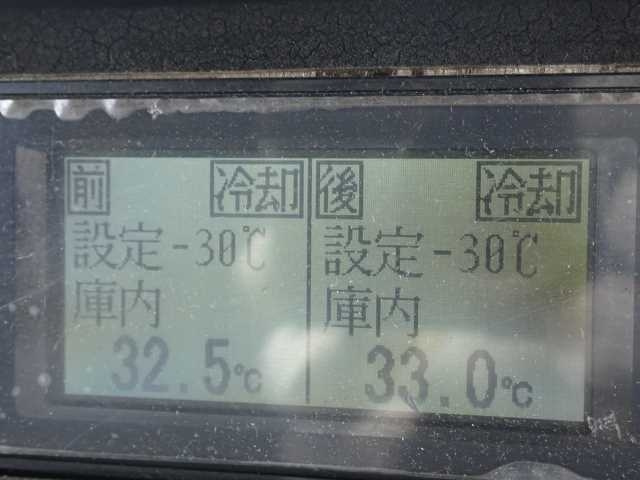 前 冷却
設定 -30℃
庫内
32.5℃
後 冷却
設定 -30℃
庫内
33.0℃